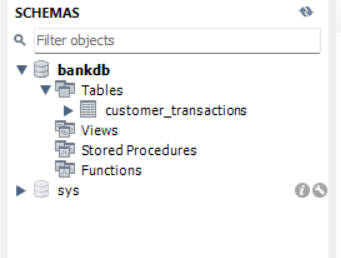 SCHEMAS
Filter objects
bankdb
Tables
customer_transactions
Views
Stored Procedures
Functions
sys